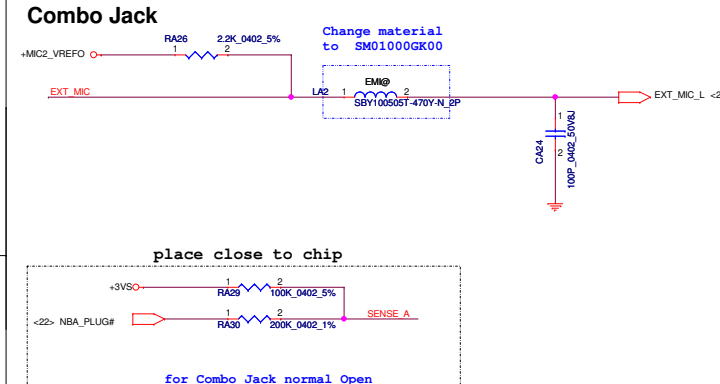 Combo Jack
Change material
to SM01000GK00
RA26 2.2K_0402_5%
+MIC2_VREFO 1 2
EMI@
EXT_MIC LA2 1 2 EXT_MIC_L <2
SBY100505T-470Y-N_2P
1
CA24
100P_0402_50V8J
2
place close to chip
+3VS 1 2
RA29 100K_0402_5%
<22> NBA_PLUG# 1 2 SENSE_A
RA30 200K_0402_1%
for Combo Jack normal Open